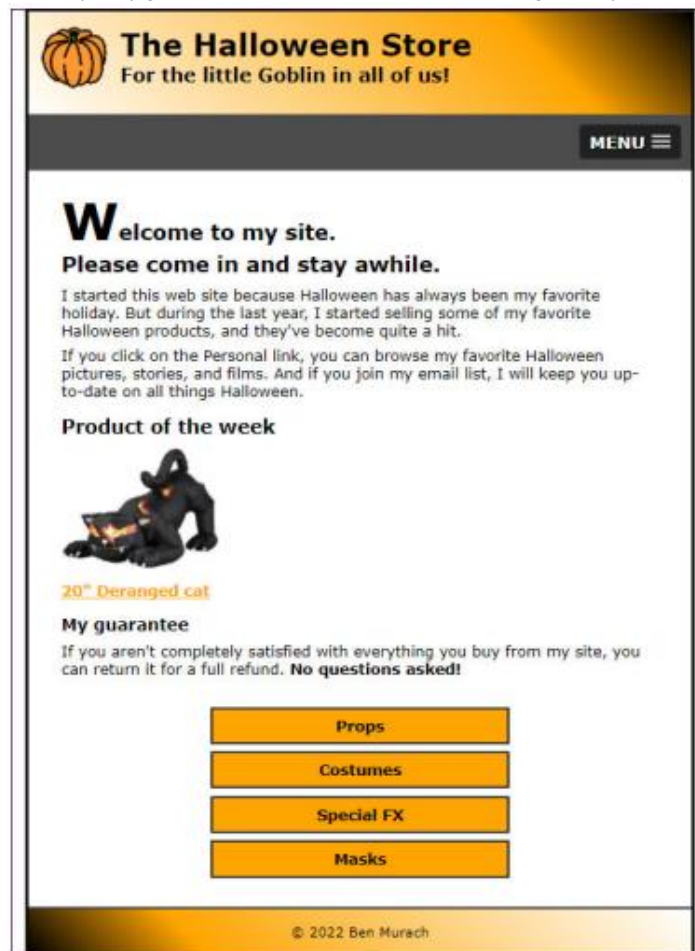 The Halloween Store
For the little Goblin in all of us!
MENU
Welcome to my site.
Please come in and stay awhile.
I started this web site because Halloween has always been my favorite
holiday. But during the last year, I started selling some of my favorite
Halloween products, and they've become quite a hit.
If you click on the Personal link, you can browse my favorite Halloween
pictures, stories, and films. And if you join my email list, I will keep you up-
to-date on all things Halloween.
Product of the week
20" Deranged cat
My guarantee
If you aren't completely satisfied with everything you buy from my site, you
can return it for a full refund. No questions asked!
Props
Costumes
Special FX
Masks
© 2022 Ben Murach